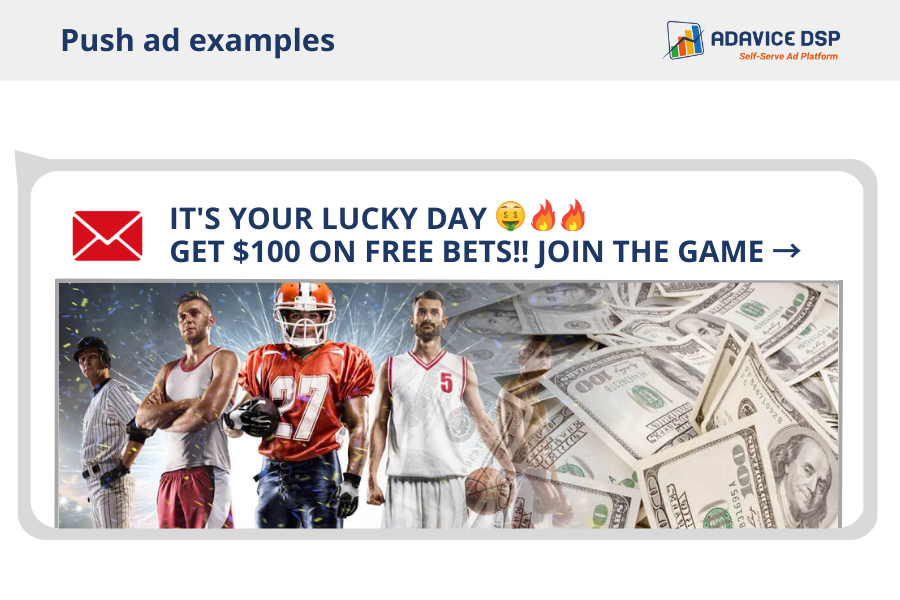 Push ad examples
ADAVICE DSP
Self-Serve Ad Platform
IT'S YOUR LUCKY DAY 🤑🔥🔥
GET $100 ON FREE BETS!! JOIN THE GAME →
27
5
100
100
100